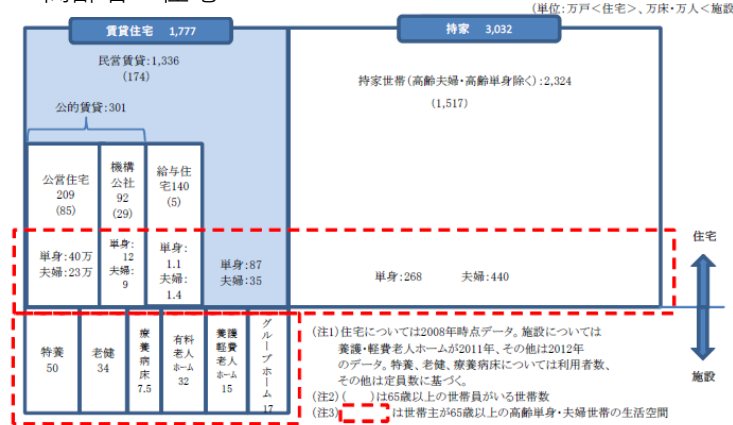 (単位:万戸<住宅>、万床・万人<施設
賃貸住宅 1,777
持家 3,032
民営賃貸:1,336
(174)
持家世帯(高齢夫婦・高齢単身除く):2,324
(1,517)
公的賃貸:301
公営住宅
209
(85)
機構
公社
92
(29)
給与住
宅140
(5)
単身:40万
夫婦:23万
単身:
12
夫婦:
9
単身:
1.1
夫婦:
1.4
単身:87
夫婦:35
単身:268 夫婦:440
住宅
施設
特養
50
老健
34
療養病床
7.5
有料
老人
ホーム
32
養護
軽費
老人
ホーム
15
グループホーム
17
(注1)住宅については2008年時点データ。施設については
養護・軽費老人ホームが2011年、その他は2012年
のデータ。特養、老健、療養病床については利用者数、
その他は定員数に基づく。
(注2)( )は65歳以上の世帯員がいる世帯数
(注3) は世帯主が65歳以上の高齢単身・夫婦世帯の生活空間